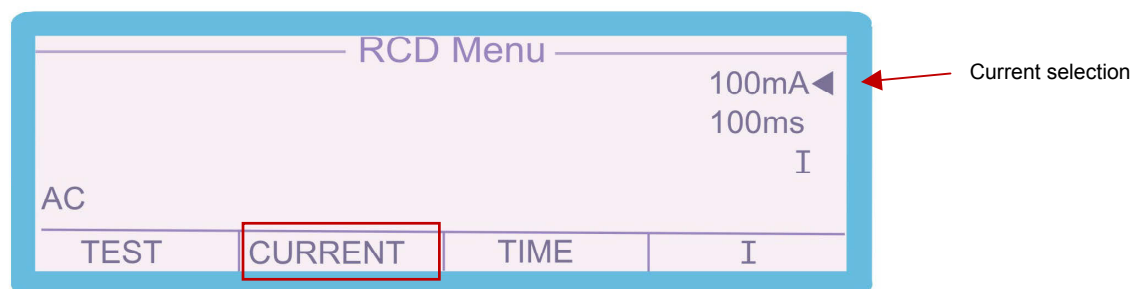 RCD Menu
100mA◀
Current selection
100ms
I
AC
TEST CURRENT TIME I